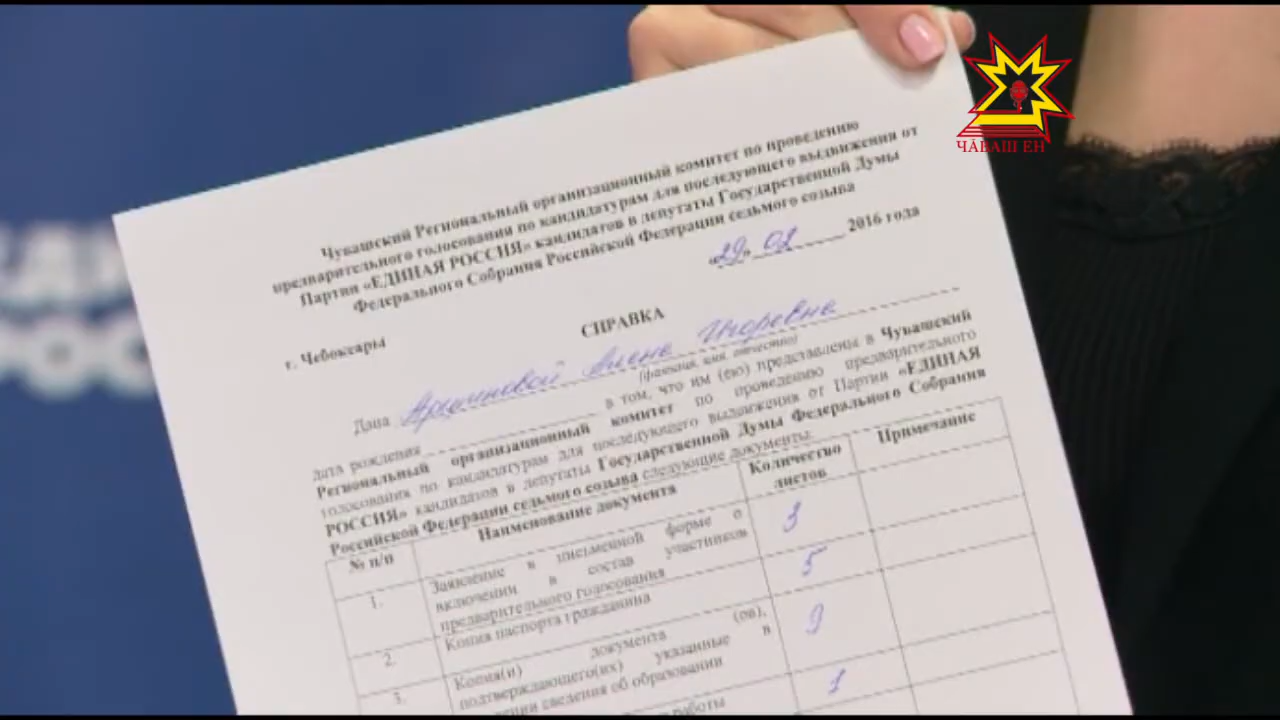 ЧӐВАШ ЕН
Чувашский Региональный организационный комитет по проведению
предварительного голосования по кандидатурам для последующего выдвижения от
Партии «ЕДИНАЯ РОССИЯ» кандидатов в депутаты Государственной Думы
Федерального Собрания Российской Федерации седьмого созыва
«29» 02 2016 года
СПРАВКА
г. Чебоксары
Дана Аршиновой Алене Игоревне
(фамилия, имя, отчество)
дата рождения в том, что им (ею) представлены в Чувашский
Региональный организационный комитет по проведению предварительного
голосования по кандидатурам для последующего выдвижения от Партии «ЕДИНАЯ
РОССИЯ» кандидатов в депутаты Государственной Думы Федерального Собрания
Российской Федерации седьмого созыва следующие документы:
№ п/п Наименование документа Количество листов Примечание
1. Заявление в письменной форме о 3
включении в состав участников
предварительного голосования
2. Копия паспорта гражданина 5
3. Копия(и) документа (ов), 9
подтверждающего(их) указанные в
сведения об образовании
работы 1